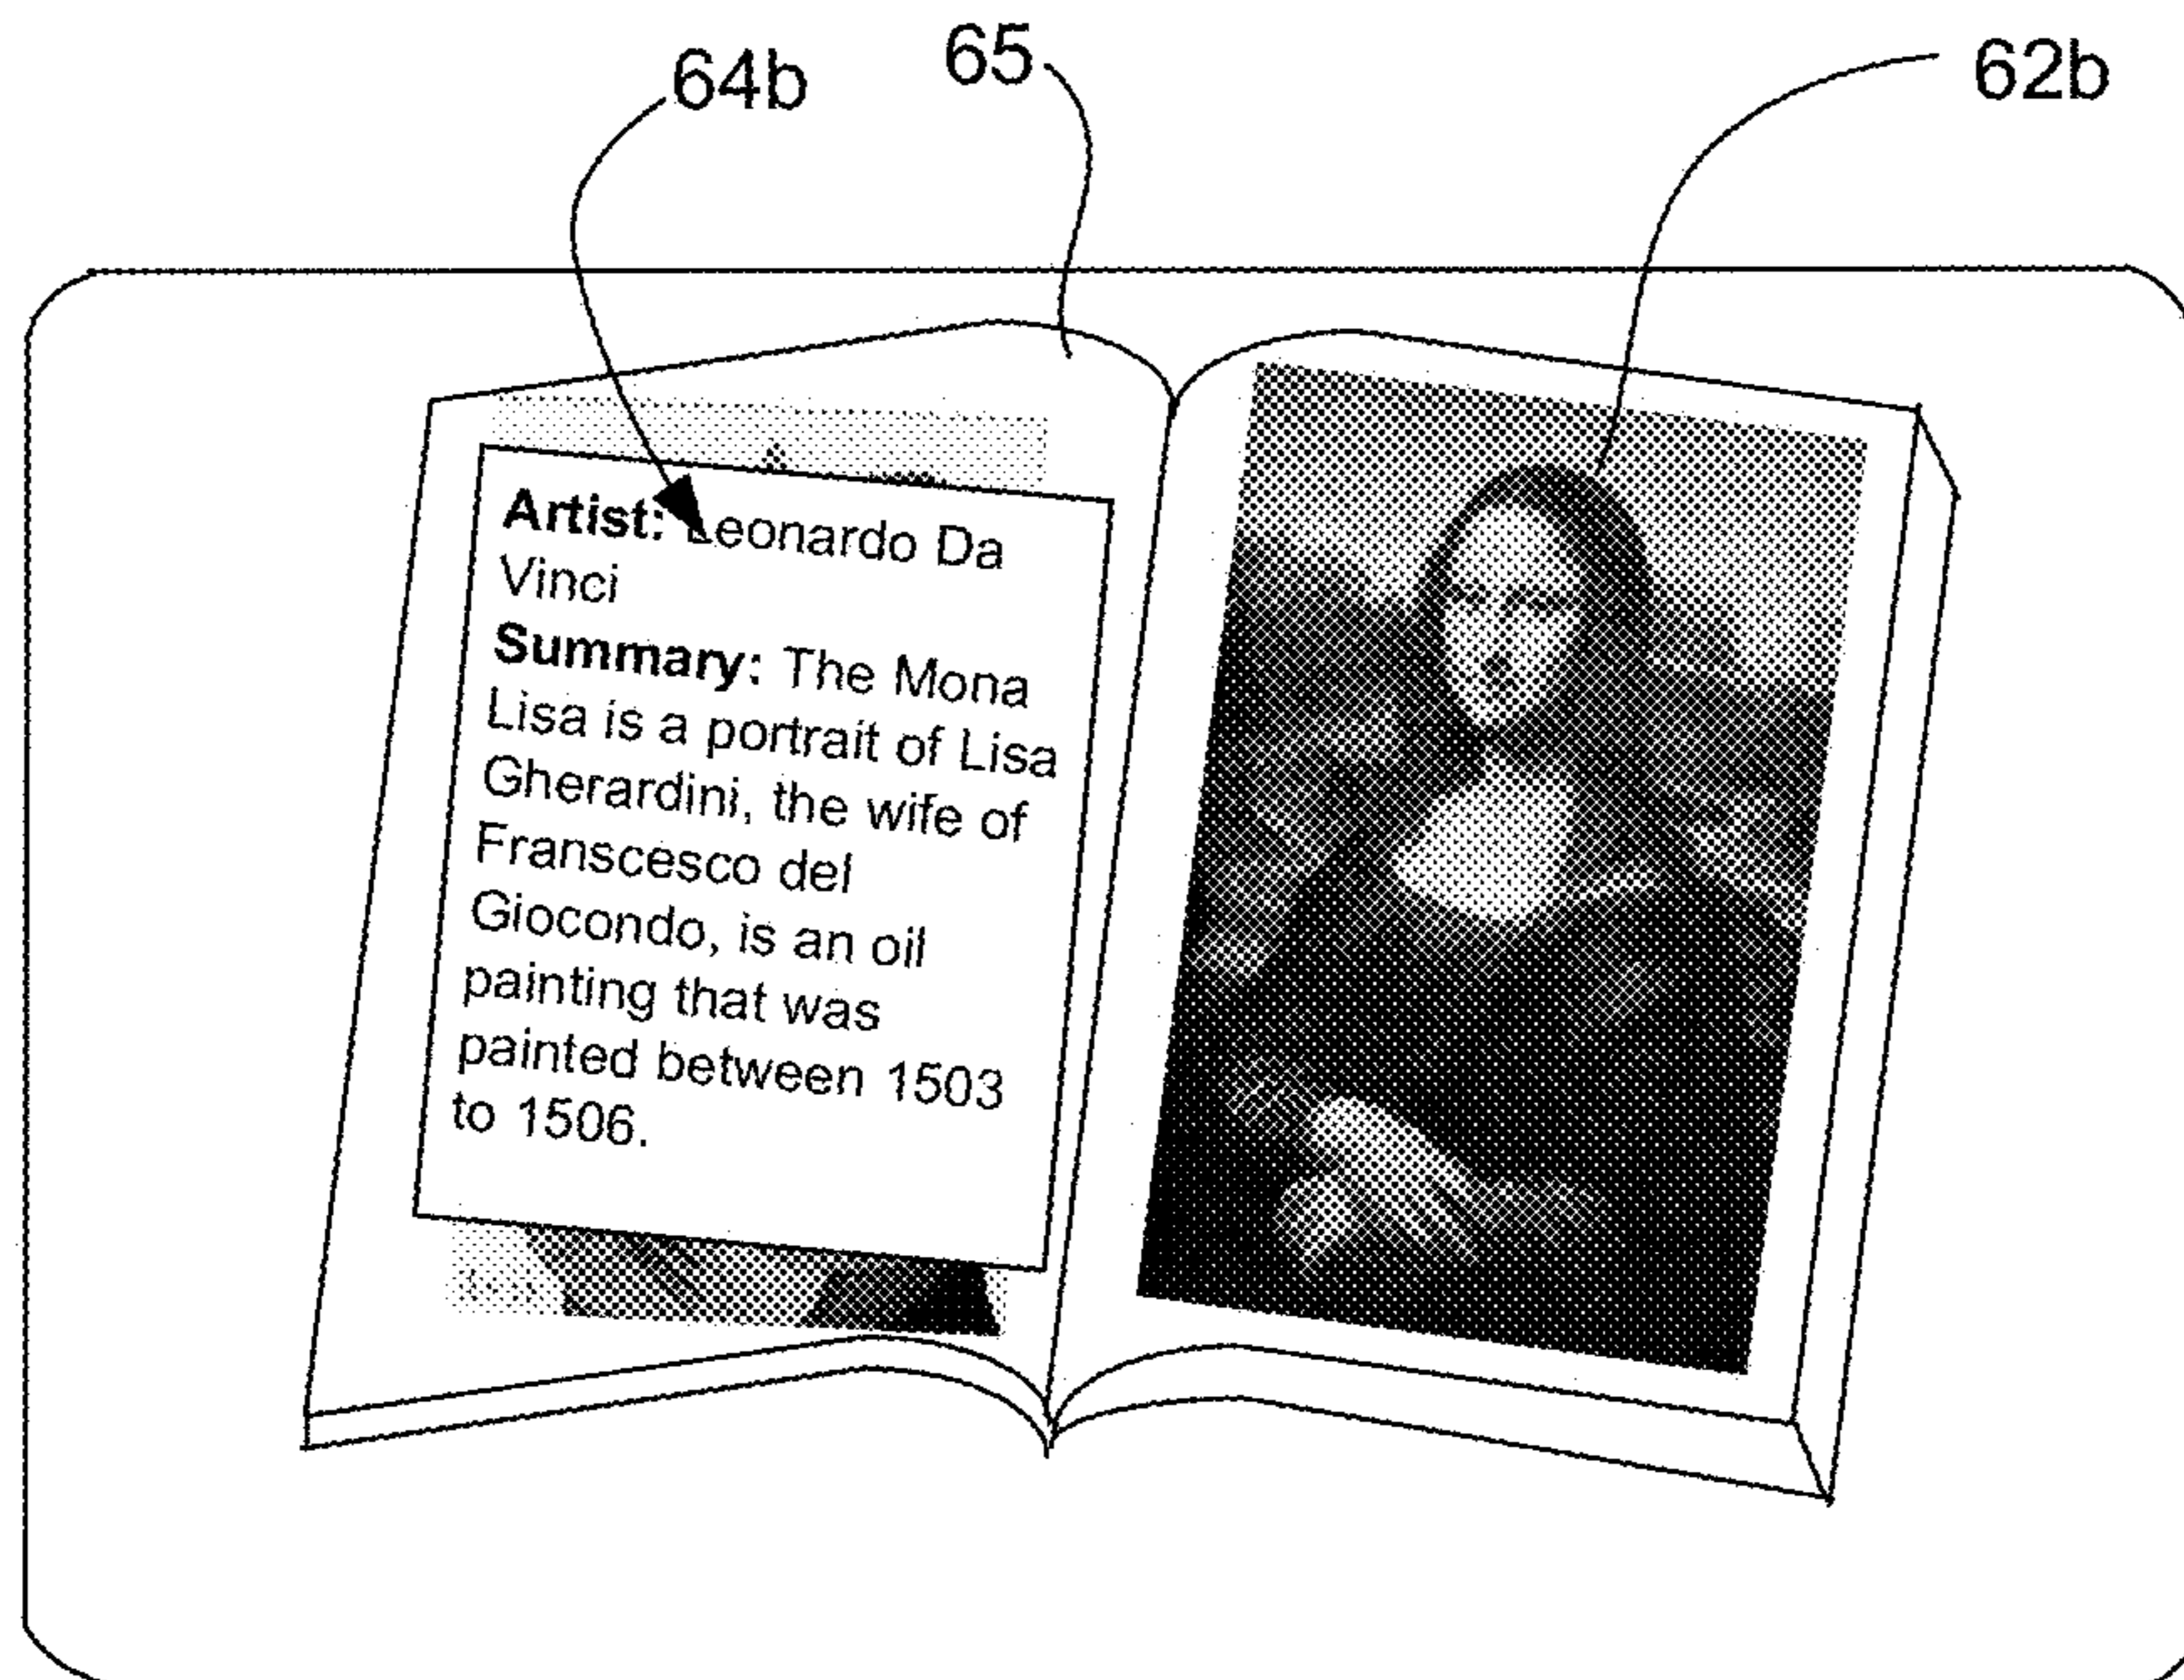 64b
65
62b
Artist: Leonardo Da
Vinci
Summary: The Mona
Lisa is a portrait of Lisa
Gherardini, the wife of
Franscesco del
Giocondo, is an oil
painting that was
painted between 1503
to 1506.